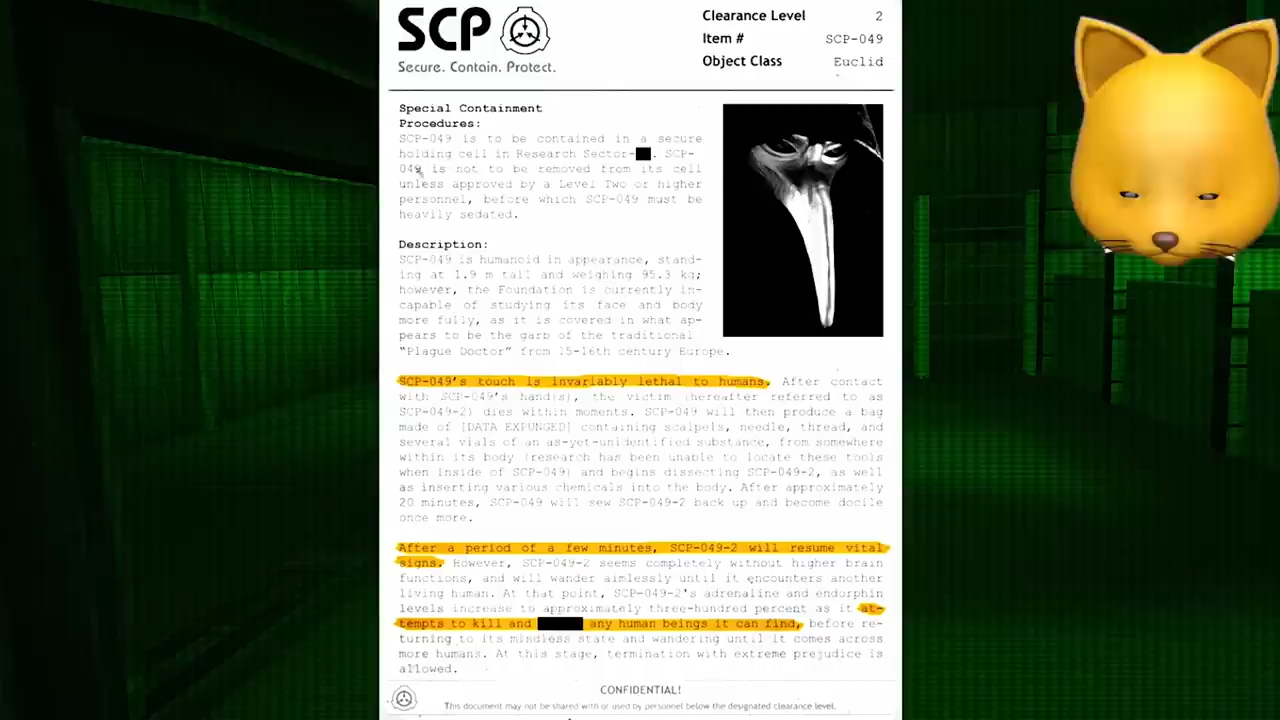 SCP
Secure. Contain. Protect.
Clearance Level 2
Item # SCP-049
Object Class Euclid
Special Containment
Procedures:
SCP-049 is to be contained in a secure
holding cell in Research Sector-. SCP-
049 is not to be removed from its cell
unless approved by a Level Two or higher
personnel, before which SCP-049 must be
heavily sedated.
Description:
SCP-049 is humanoid in appearance, stand-
ing at 1.9 m tall and weighing 95.3 kg;
however, the Foundation is currently in-
capable of studying its face and body
more fully, as it is covered in what ap-
pears to be the garb of the traditional
“Plague Doctor” from 15-16th century Europe.
SCP-049's touch is invariably lethal to humans. After contact
with SCP-049's hand(s), the victim (hereafter referred to as
SCP-049-2) dies within moments. SCP-049 will then produce a bag
made of [DATA EXPUNGED] containing scalpels, needle, thread, and
several vials of an as-yet-unidentified substance, from somewhere
within its body (research has been unable to locate these tools
when inside of SCP-049) and begins dissecting SCP-049-2, as well
as inserting various chemicals into the body. After approximately
20 minutes, SCP-049 will sew SCP-049-2 back up and become docile
once more.
After a period of a few minutes, SCP-049-2 will resume vital
signs. However, SCP-049-2 seems completely without higher brain
functions, and will wander aimlessly until it encounters another
living human. At that point, SCP-049-2's adrenaline and endorphin
levels increase to approximately three-hundred percent as it at-
tempts to kill and any human beings it can find, before re-
turning to its mindless state and wandering until it comes across
more humans. At this stage, termination with extreme prejudice is
allowed.
CONFIDENTIAL!
This document may not be shared with or used by personnel below the designated clearance level.